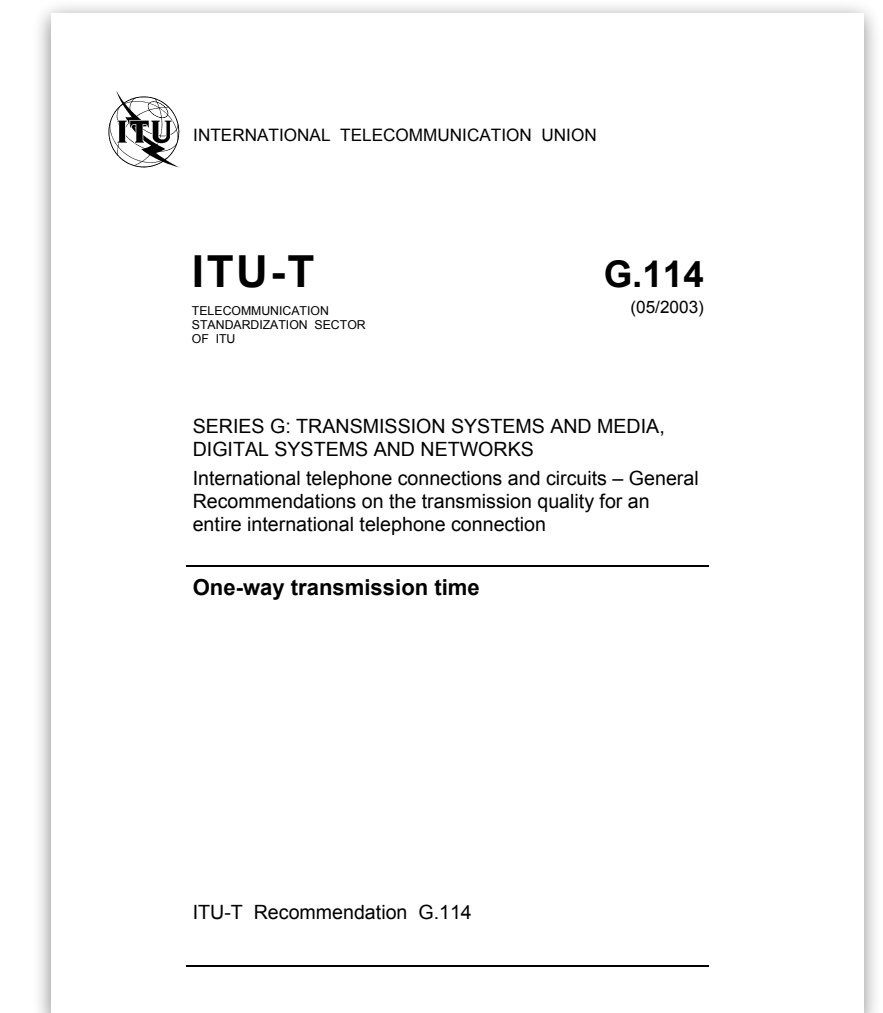 ITU
INTERNATIONAL TELECOMMUNICATION UNION
ITU-T
G.114
TELECOMMUNICATION
STANDARDIZATION SECTOR
OF ITU
(05/2003)
SERIES G: TRANSMISSION SYSTEMS AND MEDIA,
DIGITAL SYSTEMS AND NETWORKS
International telephone connections and circuits – General
Recommendations on the transmission quality for an
entire international telephone connection
One-way transmission time
ITU-T Recommendation G.114